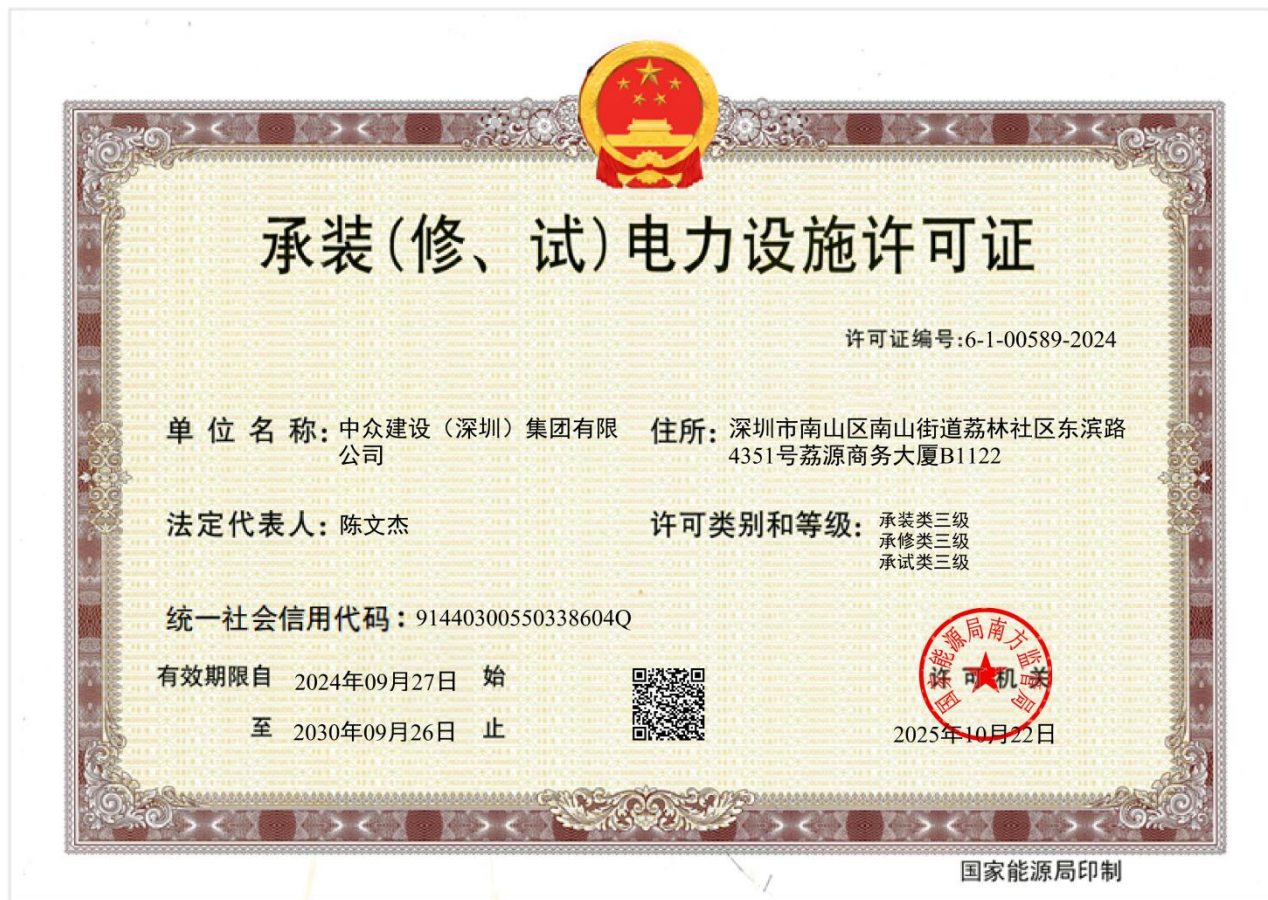 承装(修、试)电力设施许可证
许可证编号:6-1-00589-2024
单位名称:中众建设（深圳）集团有限
公司
住所:深圳市南山区南山街道荔林社区东滨路
4351号荔源商务大厦B1122
法定代表人:陈文杰
许可类别和等级:承装类三级
承修类三级
承试类三级
统一社会信用代码:91440300550338604Q
有效期限自 2024年09月27日 始
至 2030年09月26日 止
国家能源局南方监管局
许可机关
2025年10月22日
国家能源局印制